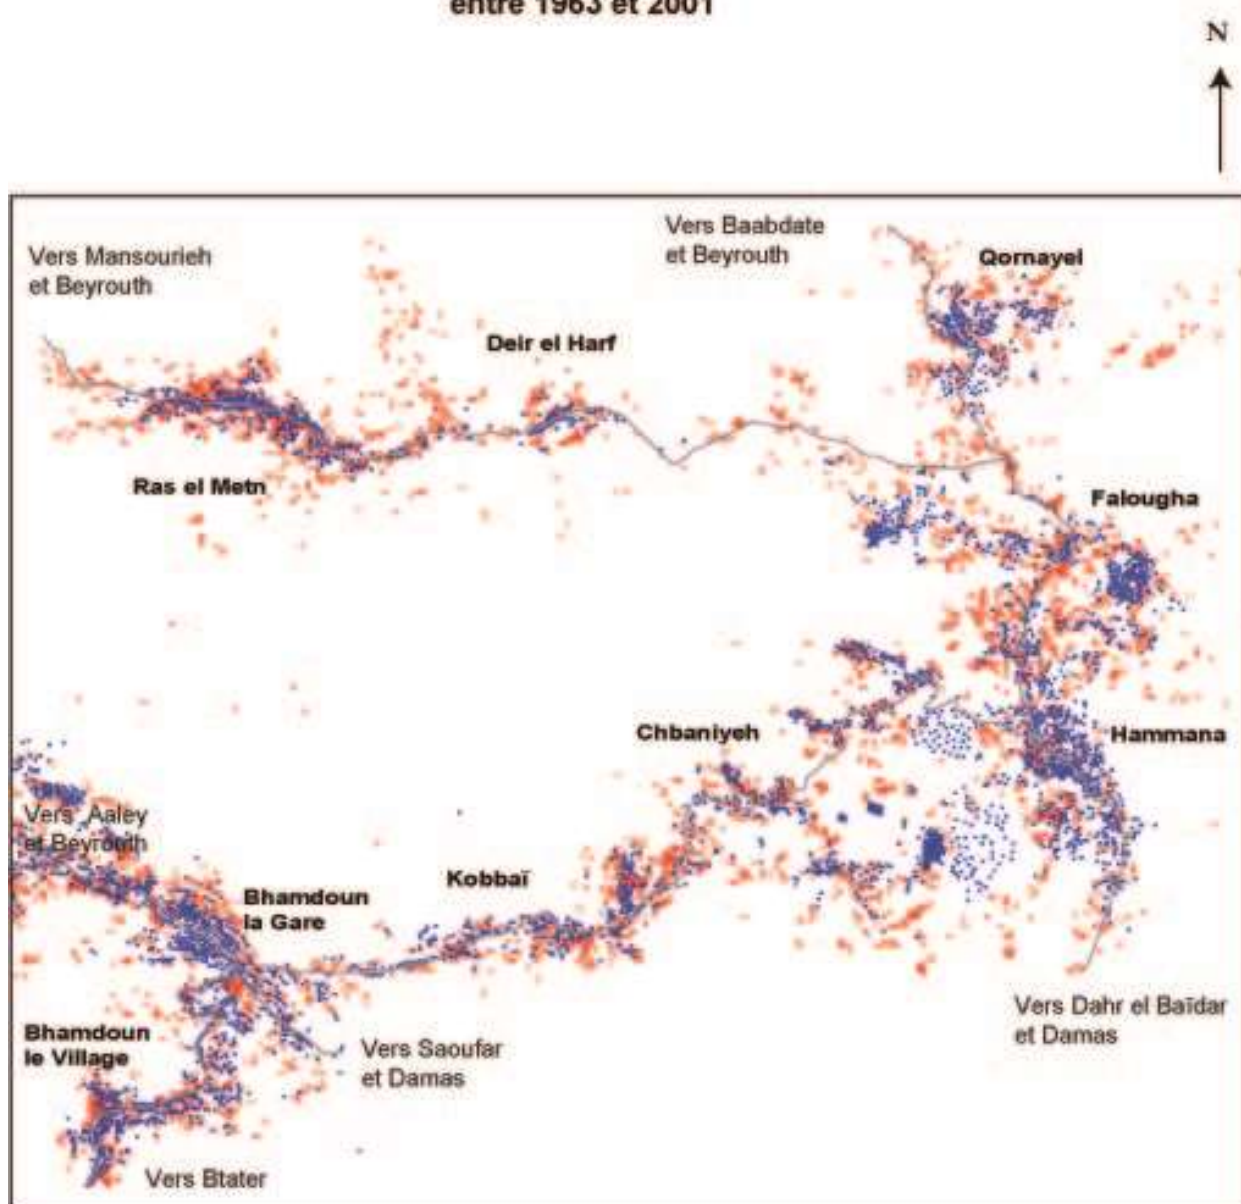 entre 1963 et 2001
N
Vers Baabdate
et Beyrouth
Qornayel
Vers Mansourieh
et Beyrouth
Deir el Harf
Ras el Metn
Falougha
Chbaniyeh
Hammana
Vers Aaley
et Beyrouth
Kobbaï
Bhamdoun
la Gare
Vers Dahr el Baïdar
et Damas
Bhamdoun
le Village
Vers Saoufar
et Damas
Vers Btater